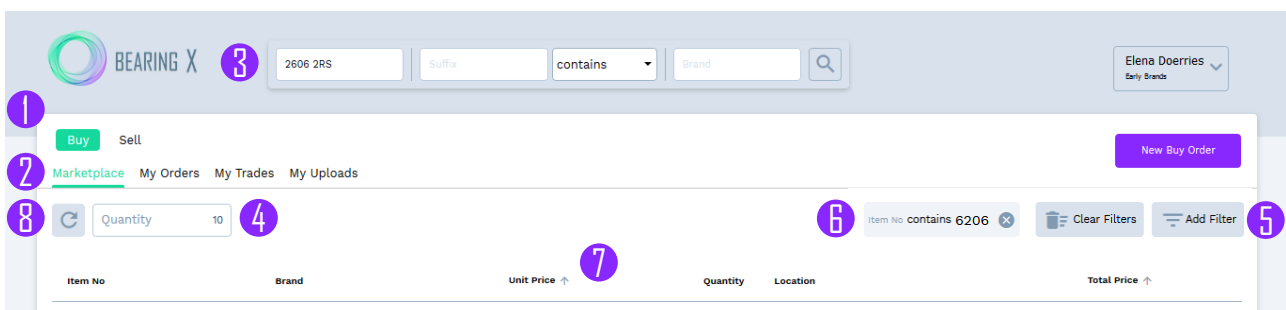 BEARING X
3
2606 2RS
Suffix
contains
Brand
Elena Doerries
Early Brands
1
Buy
Sell
New Buy Order
2
Marketplace
My Orders
My Trades
My Uploads
8
Quantity
10
4
6
Item No contains 6206
Clear Filters
Add Filter
5
7
Item No
Brand
Unit Price ↑
Quantity
Location
Total Price ↑